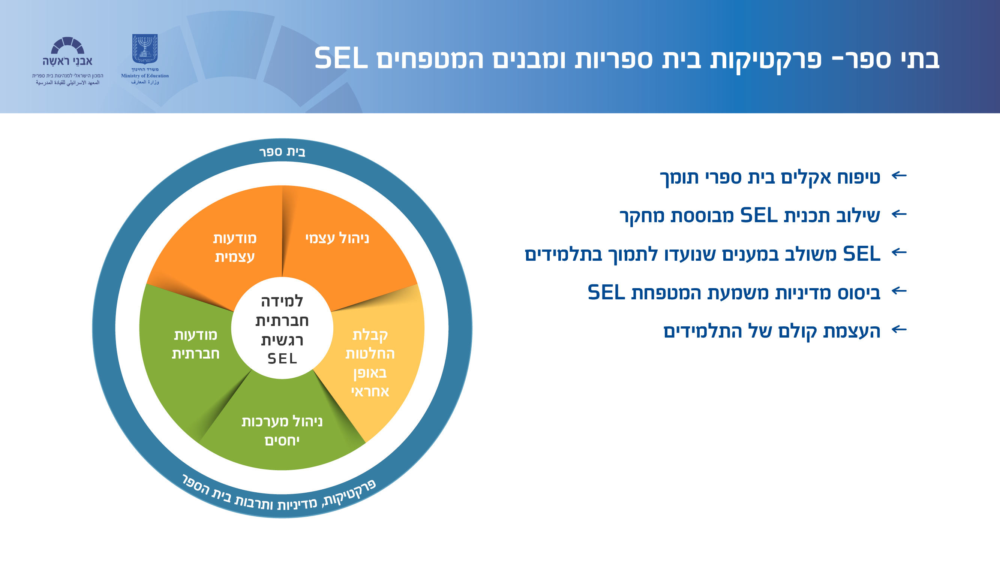 בתי ספר- פרקטיקות בית ספריות ומבנים המטפחים SEL
משרד החינוך
Ministry of Education
وزارة المعارف
אבני ראשה
המכון הישראלי למנהיגות בית ספרית
المعهد الاسرائيلي للقيادة المدرسية
← טיפוח אקלים בית ספרי תומך
← שילוב תכנית SEL מבוססת מחקר
← SEL משולב במענים שנועדו לתמוך בתלמידים
← ביסוס מדיניות משמעת המטפחת SEL
← העצמת קולם של התלמידים
בית ספר
ניהול עצמי
מודעות
עצמית
קבלת
החלטות
באופן
אחראי
למידה
חברתית
רגשית
SEL
מודעות
חברתית
ניהול מערכות
יחסים
פרקטיקות, מדיניות ותרבות בית הספר